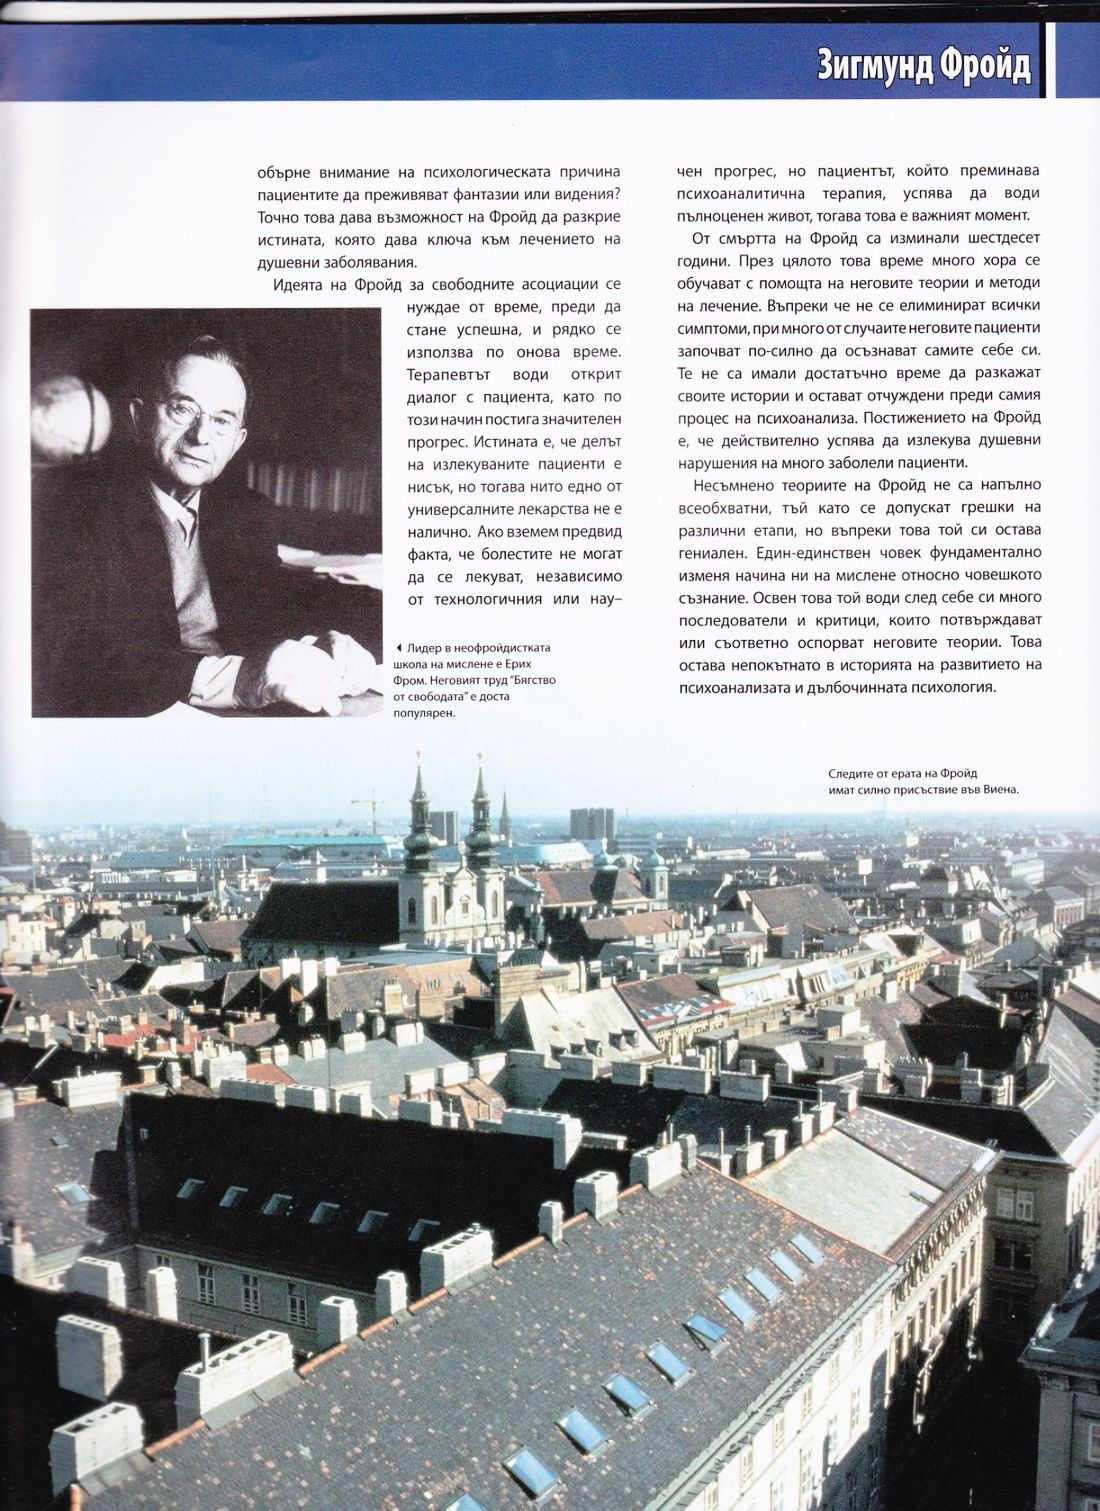 Зигмунд Фройд
обърне внимание на психологическата причина
пациентите да преживяват фантазии или видения?
Точно това дава възможност на Фройд да разкрие
истината, която дава ключа към лечението на
душевни заболявания.
Идеята на Фройд за свободните асоциации се
нуждае от време, преди да
стане успешна, и рядко се
използва по онова време.
Терапевтът води открит
диалог с пациента, като по
този начин постига значителен
прогрес. Истината е, че делът
на излекуваните пациенти е
нисък, но тогава нито едно от
универсалните лекарства не е
налично. Ако вземем предвид
факта, че болестите не могат
да се лекуват, независимо
от технологичния или нау–
Лидер в неофройдистката
школа на мислене е Ерих
Фром. Неговият труд “Бягство
от свободата” е доста
популярен.
чен прогрес, но пациентът, който преминава
психоаналитична терапия, успява да води
пълноценен живот, тогава това е важният момент.
От смъртта на Фройд са изминали шестдесет
години. През цялото това време много хора се
обучават с помощта на неговите теории и методи
на лечение. Въпреки че не се елиминират всички
симптоми, при много от случаите неговите пациенти
започват по-силно да осъзнават самите себе си.
Те не са имали достатъчно време да разкажат
своите истории и остават отчуждени преди самия
процес на психоанализа. Постижението на Фройд
е, че действително успява да излекува душевни
нарушения на много заболели пациенти.
Несъмнено теориите на Фройд не са напълно
всеобхватни, тъй като се допускат грешки на
различни етапи, но въпреки това той си остава
гениален. Един-единствен човек фундаментално
изменя начина ни на мислене относно човешкото
съзнание. Освен това той води след себе си много
последователи и критици, които потвърждават
или съответно оспорват неговите теории. Това
остава непокътнато в историята на развитието на
психоанализата и дълбочинната психология.
Следите от ерата на Фройд
имат силно присъствие във Виена.